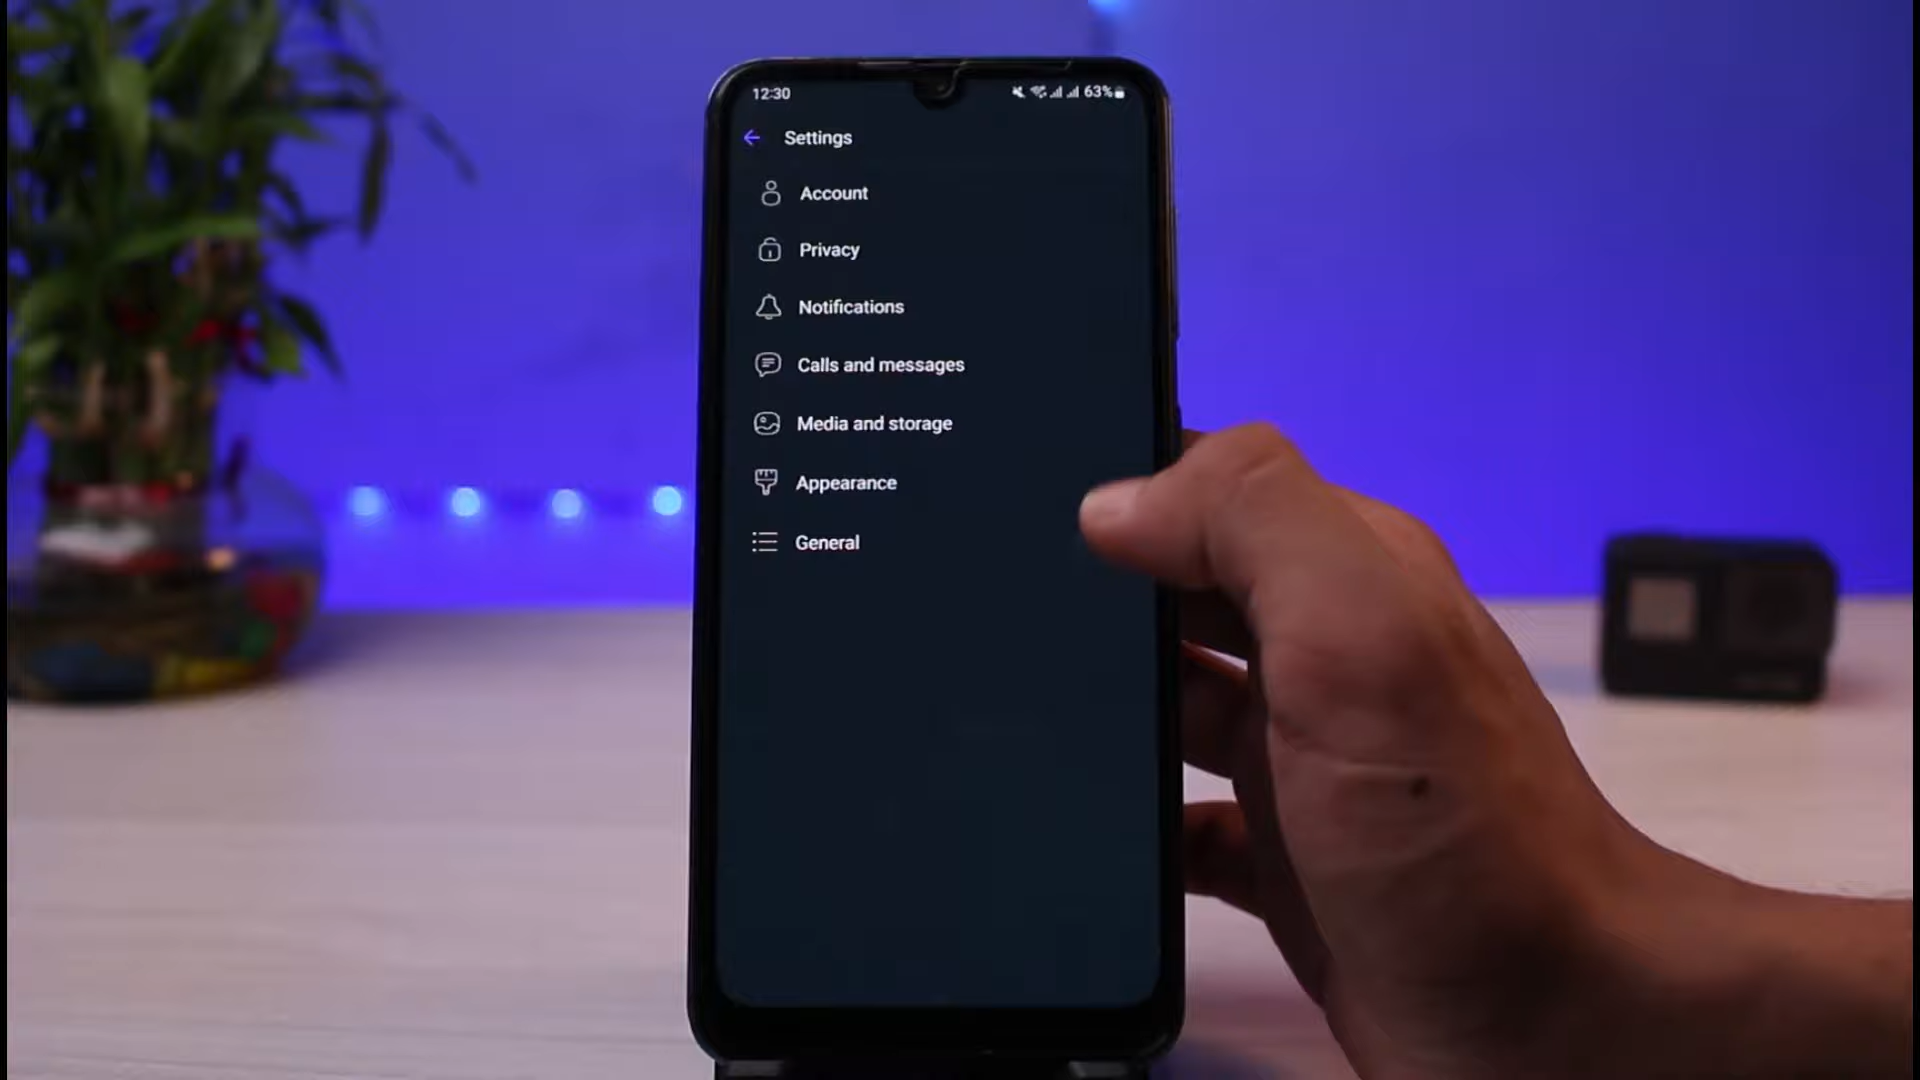 12:30
63%
Settings
Account
Privacy
Notifications
Calls and messages
Media and storage
Appearance
General